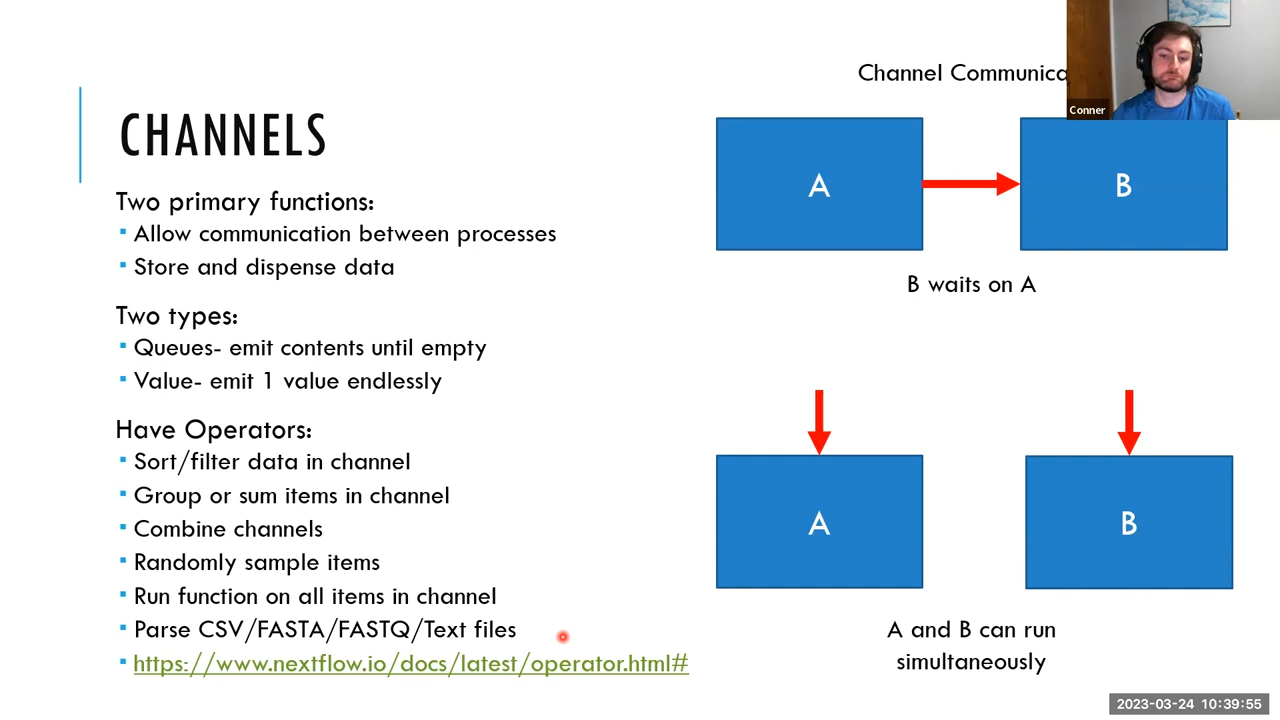 Channel Communica
Conner
CHANNELS
Two primary functions:
Allow communication between processes
Store and dispense data
Two types:
Queues- emit contents until empty
Value- emit 1 value endlessly
Have Operators:
Sort/filter data in channel
Group or sum items in channel
Combine channels
Randomly sample items
Run function on all items in channel
Parse CSV/FASTA/FASTQ/Text files
https://www.nextflow.io/docs/latest/operator.html#
A
B
B waits on A
A
B
A and B can run
simultaneously
2023-03-24 10:39:55